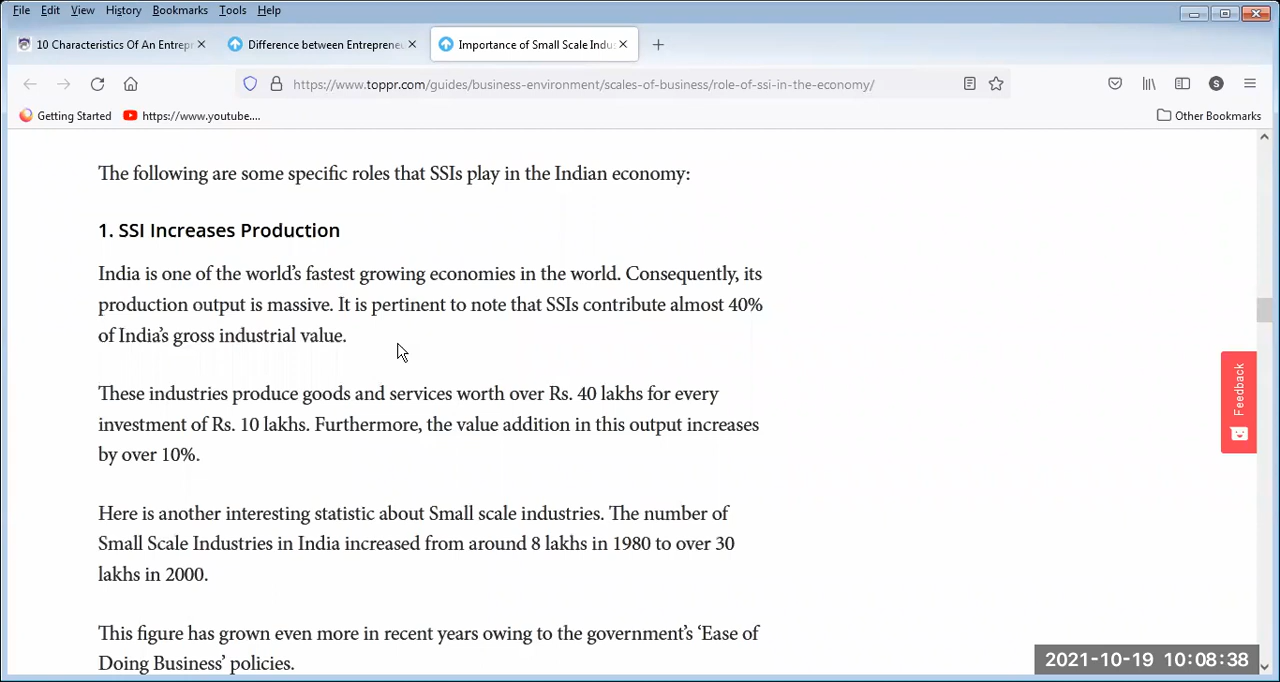 File Edit View History Bookmarks Tools Help
10 Characteristics Of An Entrepr
Difference between Entrepreneu
Importance of Small Scale Indu
https://www.toppr.com/guides/business-environment/scales-of-business/role-of-ssi-in-the-economy/
S
Getting Started
https://www.youtube....
Other Bookmarks
The following are some specific roles that SSIs play in the Indian economy:
1. SSI Increases Production
India is one of the world's fastest growing economies in the world. Consequently, its
production output is massive. It is pertinent to note that SSIs contribute almost 40%
of India's gross industrial value.
These industries produce goods and services worth over Rs. 40 lakhs for every
investment of Rs. 10 lakhs. Furthermore, the value addition in this output increases
by over 10%.
Here is another interesting statistic about Small scale industries. The number of
Small Scale Industries in India increased from around 8 lakhs in 1980 to over 30
lakhs in 2000.
This figure has grown even more in recent years owing to the government's 'Ease of
Doing Business' policies.
Feedback
2021-10-19 10:08:38